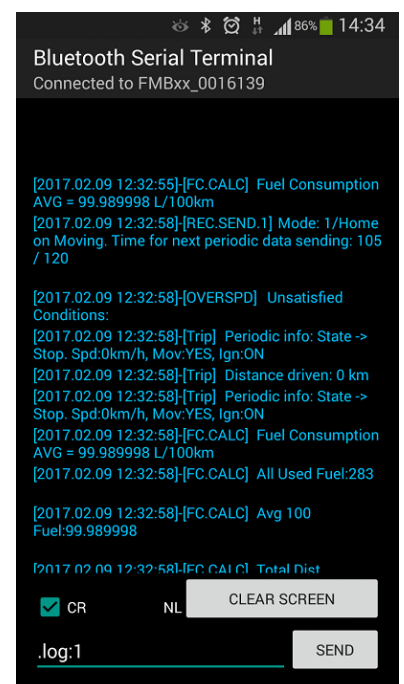 H
86%
14:34
Bluetooth Serial Terminal
Connected to FMBxx_0016139
[2017.02.09 12:32:55]-[FC.CALC] Fuel Consumption
AVG = 99.989998 L/100km
[2017.02.09 12:32:58]-[REC.SEND.1] Mode: 1/Home
on Moving. Time for next periodic data sending: 105
/ 120
[2017.02.09 12:32:58]-[OVERSPD] Unsatisfied
Conditions:
[2017.02.09 12:32:58]-[Trip] Periodic info: State ->
Stop. Spd:0km/h, Mov:YES, Ign:ON
[2017.02.09 12:32:58]-[Trip] Distance driven: 0 km
[2017.02.09 12:32:58]-[Trip] Periodic info: State ->
Stop. Spd:0km/h, Mov:YES, Ign:ON
[2017.02.09 12:32:58]-[FC.CALC] Fuel Consumption
AVG = 99.989998 L/100km
[2017.02.09 12:32:58]-[FC.CALC] All Used Fuel:283
[2017.02.09 12:32:58]-[FC.CALC] Avg 100
Fuel:99.989998
[2017.02.09 12:32:58]-[FC.CALC] Total Dist
CR
NL
CLEAR SCREEN
.log:1
SEND